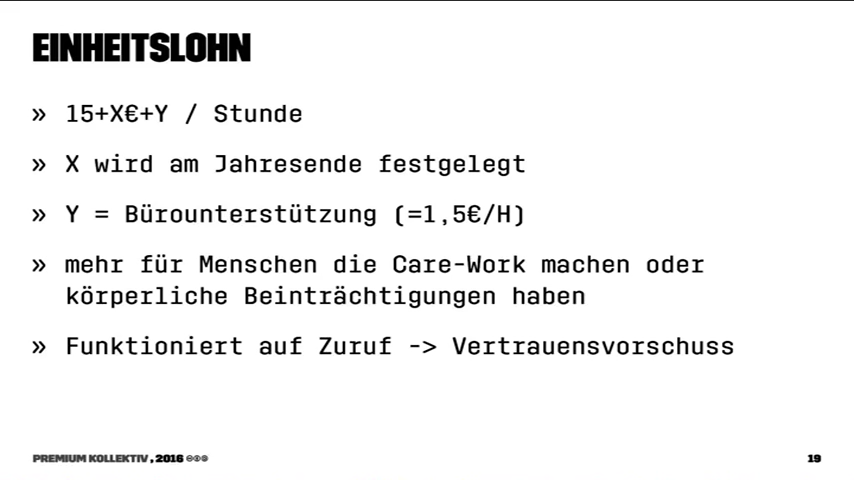 EINHEITSLOHN
» 15+X€+Y / Stunde
» X wird am Jahresende festgelegt
» Y = Bürounterstützung (=1,5€/H)
» mehr für Menschen die Care-Work machen oder
körperliche Beinträchtigungen haben
» Funktioniert auf Zuruf -> Vertrauensvorschuss
PREMIUM KOLLEKTIV, 2016
19